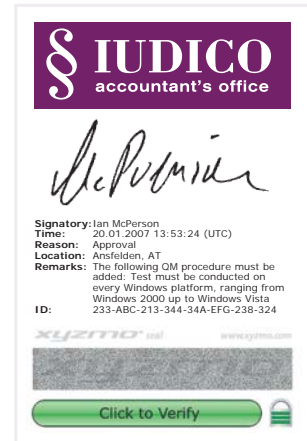 § IUDICO
accountant's office
McPerson
Signatory: Ian McPerson
Time: 20.01.2007 13:53:24 (UTC)
Reason: Approval
Location: Ansfelden, AT
Remarks: The following QM procedure must be
added: Test must be conducted on
every Windows platform, ranging from
Windows 2000 up to Windows Vista
ID: 233-ABC-213-344-34A-EFG-238-324
xyzmo seal www.xyzmo.com
Click to Verify